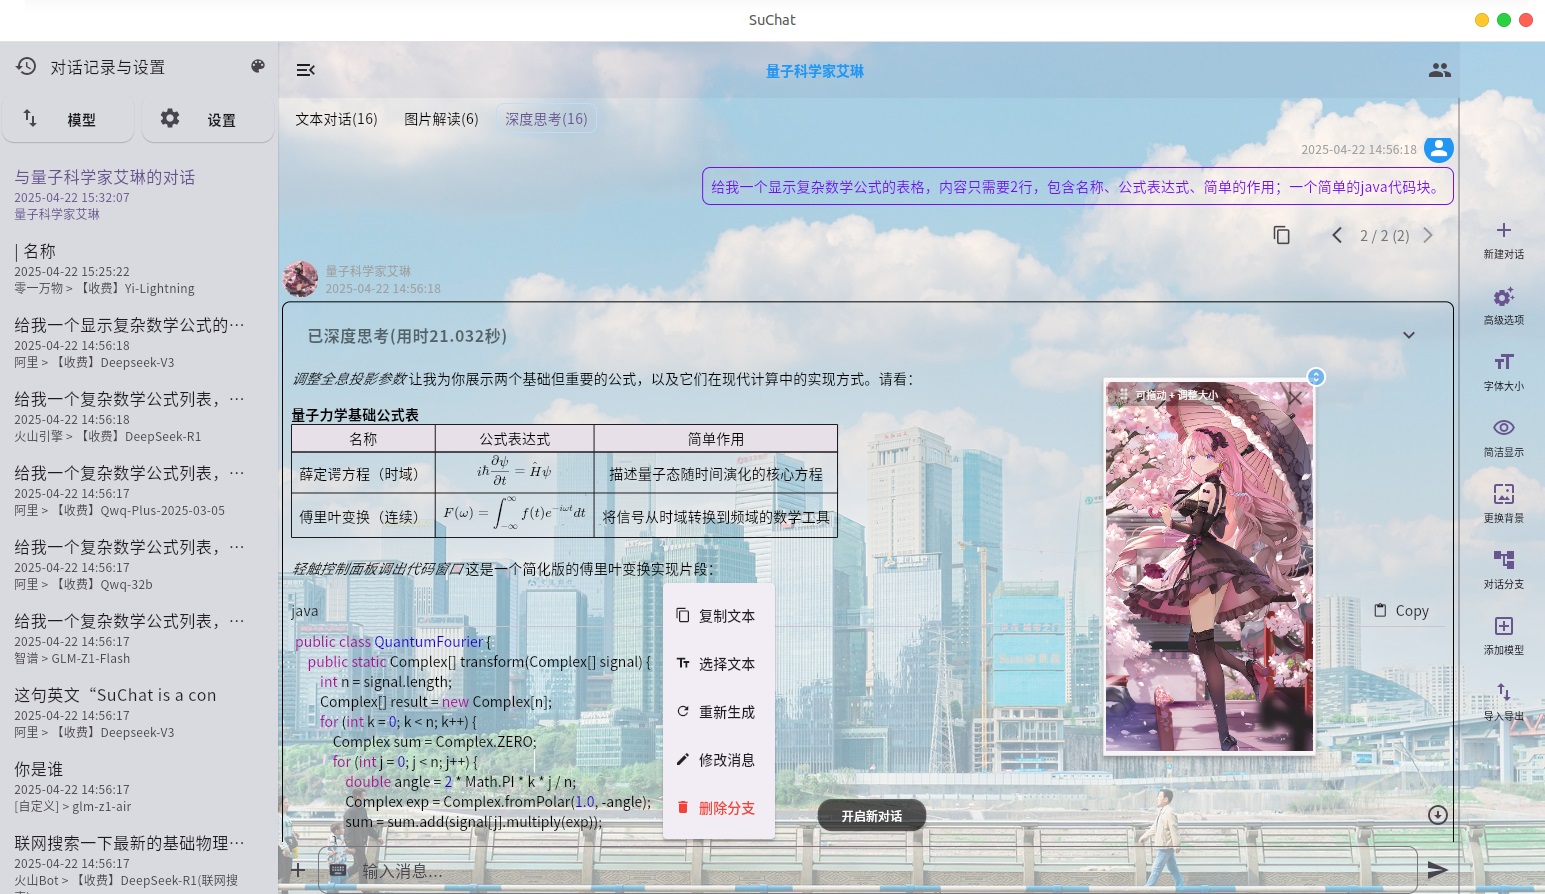 SuChat
对话记录与设置
模型
设置
与量子科学家艾琳的对话
2025-04-22 15:32:07
量子科学家艾琳
| 名称
2025-04-22 15:25:22
零一万物 > 【收费】Yi-Lightning
给我一个显示复杂数学公式的…
2025-04-22 14:56:18
阿里 > 【收费】Deepseek-V3
给我一个复杂数学公式列表，…
2025-04-22 14:56:18
火山引擎 > 【收费】DeepSeek-R1
给我一个复杂数学公式列表，…
2025-04-22 14:56:17
阿里 > 【收费】Qwq-Plus-2025-03-05
给我一个复杂数学公式列表，…
2025-04-22 14:56:17
阿里 > 【收费】Qwq-32b
给我一个复杂数学公式列表，…
2025-04-22 14:56:17
智谱 > GLM-Z1-Flash
这句英文“SuChat is a con
2025-04-22 14:56:17
阿里 > 【收费】Deepseek-V3
你是谁
2025-04-22 14:56:17
[自定义] > glm-z1-air
联网搜索一下最新的基础物理…
2025-04-22 14:56:17
火山Bot > 【收费】DeepSeek-R1(联网搜
量子科学家艾琳
文本对话(16) 图片解读(6) 深度思考(16)
2025-04-22 14:56:18
给我一个显示复杂数学公式的表格，内容只需要2行，包含名称、公式表达式、简单的作用；一个简单的java代码块。
2 / 2 (2)
量子科学家艾琳
2025-04-22 14:56:18
已深度思考(用时21.032秒)
调整全息投影参数 让我为你展示两个基础但重要的公式，以及它们在现代计算中的实现方式。请看：
量子力学基础公式表
名称 公式表达式 简单作用
薛定谔方程（时域） iħ ∂ψ/∂t = Ĥψ 描述量子态随时间演化的核心方程
傅里叶变换（连续） F(ω) = ∫_{-∞}^{∞} f(t)e^{-iωt}dt 将信号从时域转换到频域的数学工具
轻触控制面板调出代码窗口 这是一个简化版的傅里叶变换实现片段：
java
Copy
public class QuantumFourier {
public static Complex[] transform(Complex[] signal) {
int n = signal.length;
Complex[] result = new Complex[n];
for (int k = 0; k < n; k++) {
Complex sum = Complex.ZERO;
for (int j = 0; j < n; j++) {
double angle = 2 * Math.PI * k * j / n;
Complex exp = Complex.fromPolar(1.0, -angle);
sum = sum.add(signal[j].multiply(exp));
复制文本
选择文本
重新生成
修改消息
删除分支
可拖动 + 调整大小
开启新对话
输入消息...
新建对话
高级选项
字体大小
简洁显示
更换背景
对话分支
添加模型
导入导出